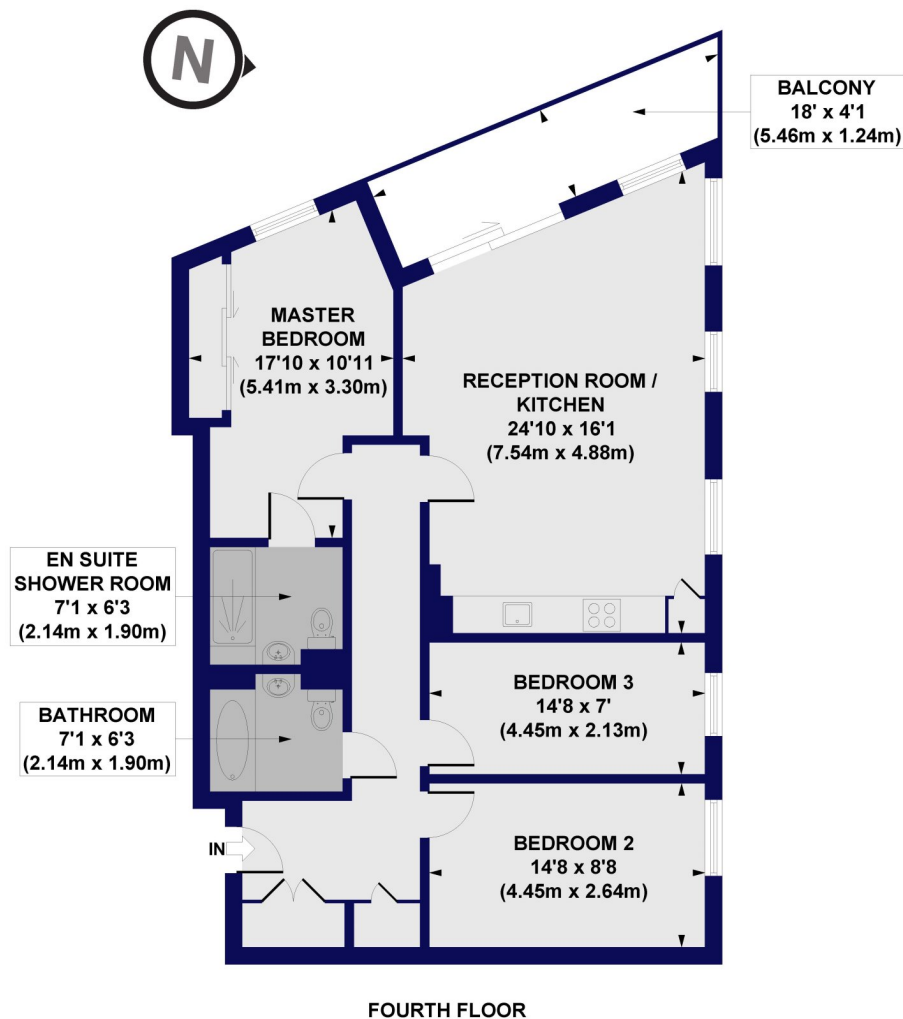 N
BALCONY
18' x 4'1
(5.46m x 1.24m)
MASTER
BEDROOM
17'10 x 10'11
(5.41m x 3.30m)
RECEPTION ROOM /
KITCHEN
24'10 x 16'1
(7.54m x 4.88m)
EN SUITE
SHOWER ROOM
7'1 x 6'3
(2.14m x 1.90m)
BEDROOM 3
14'8 x 7'
(4.45m x 2.13m)
BATHROOM
7'1 x 6'3
(2.14m x 1.90m)
IN
BEDROOM 2
14'8 x 8'8
(4.45m x 2.64m)
FOURTH FLOOR